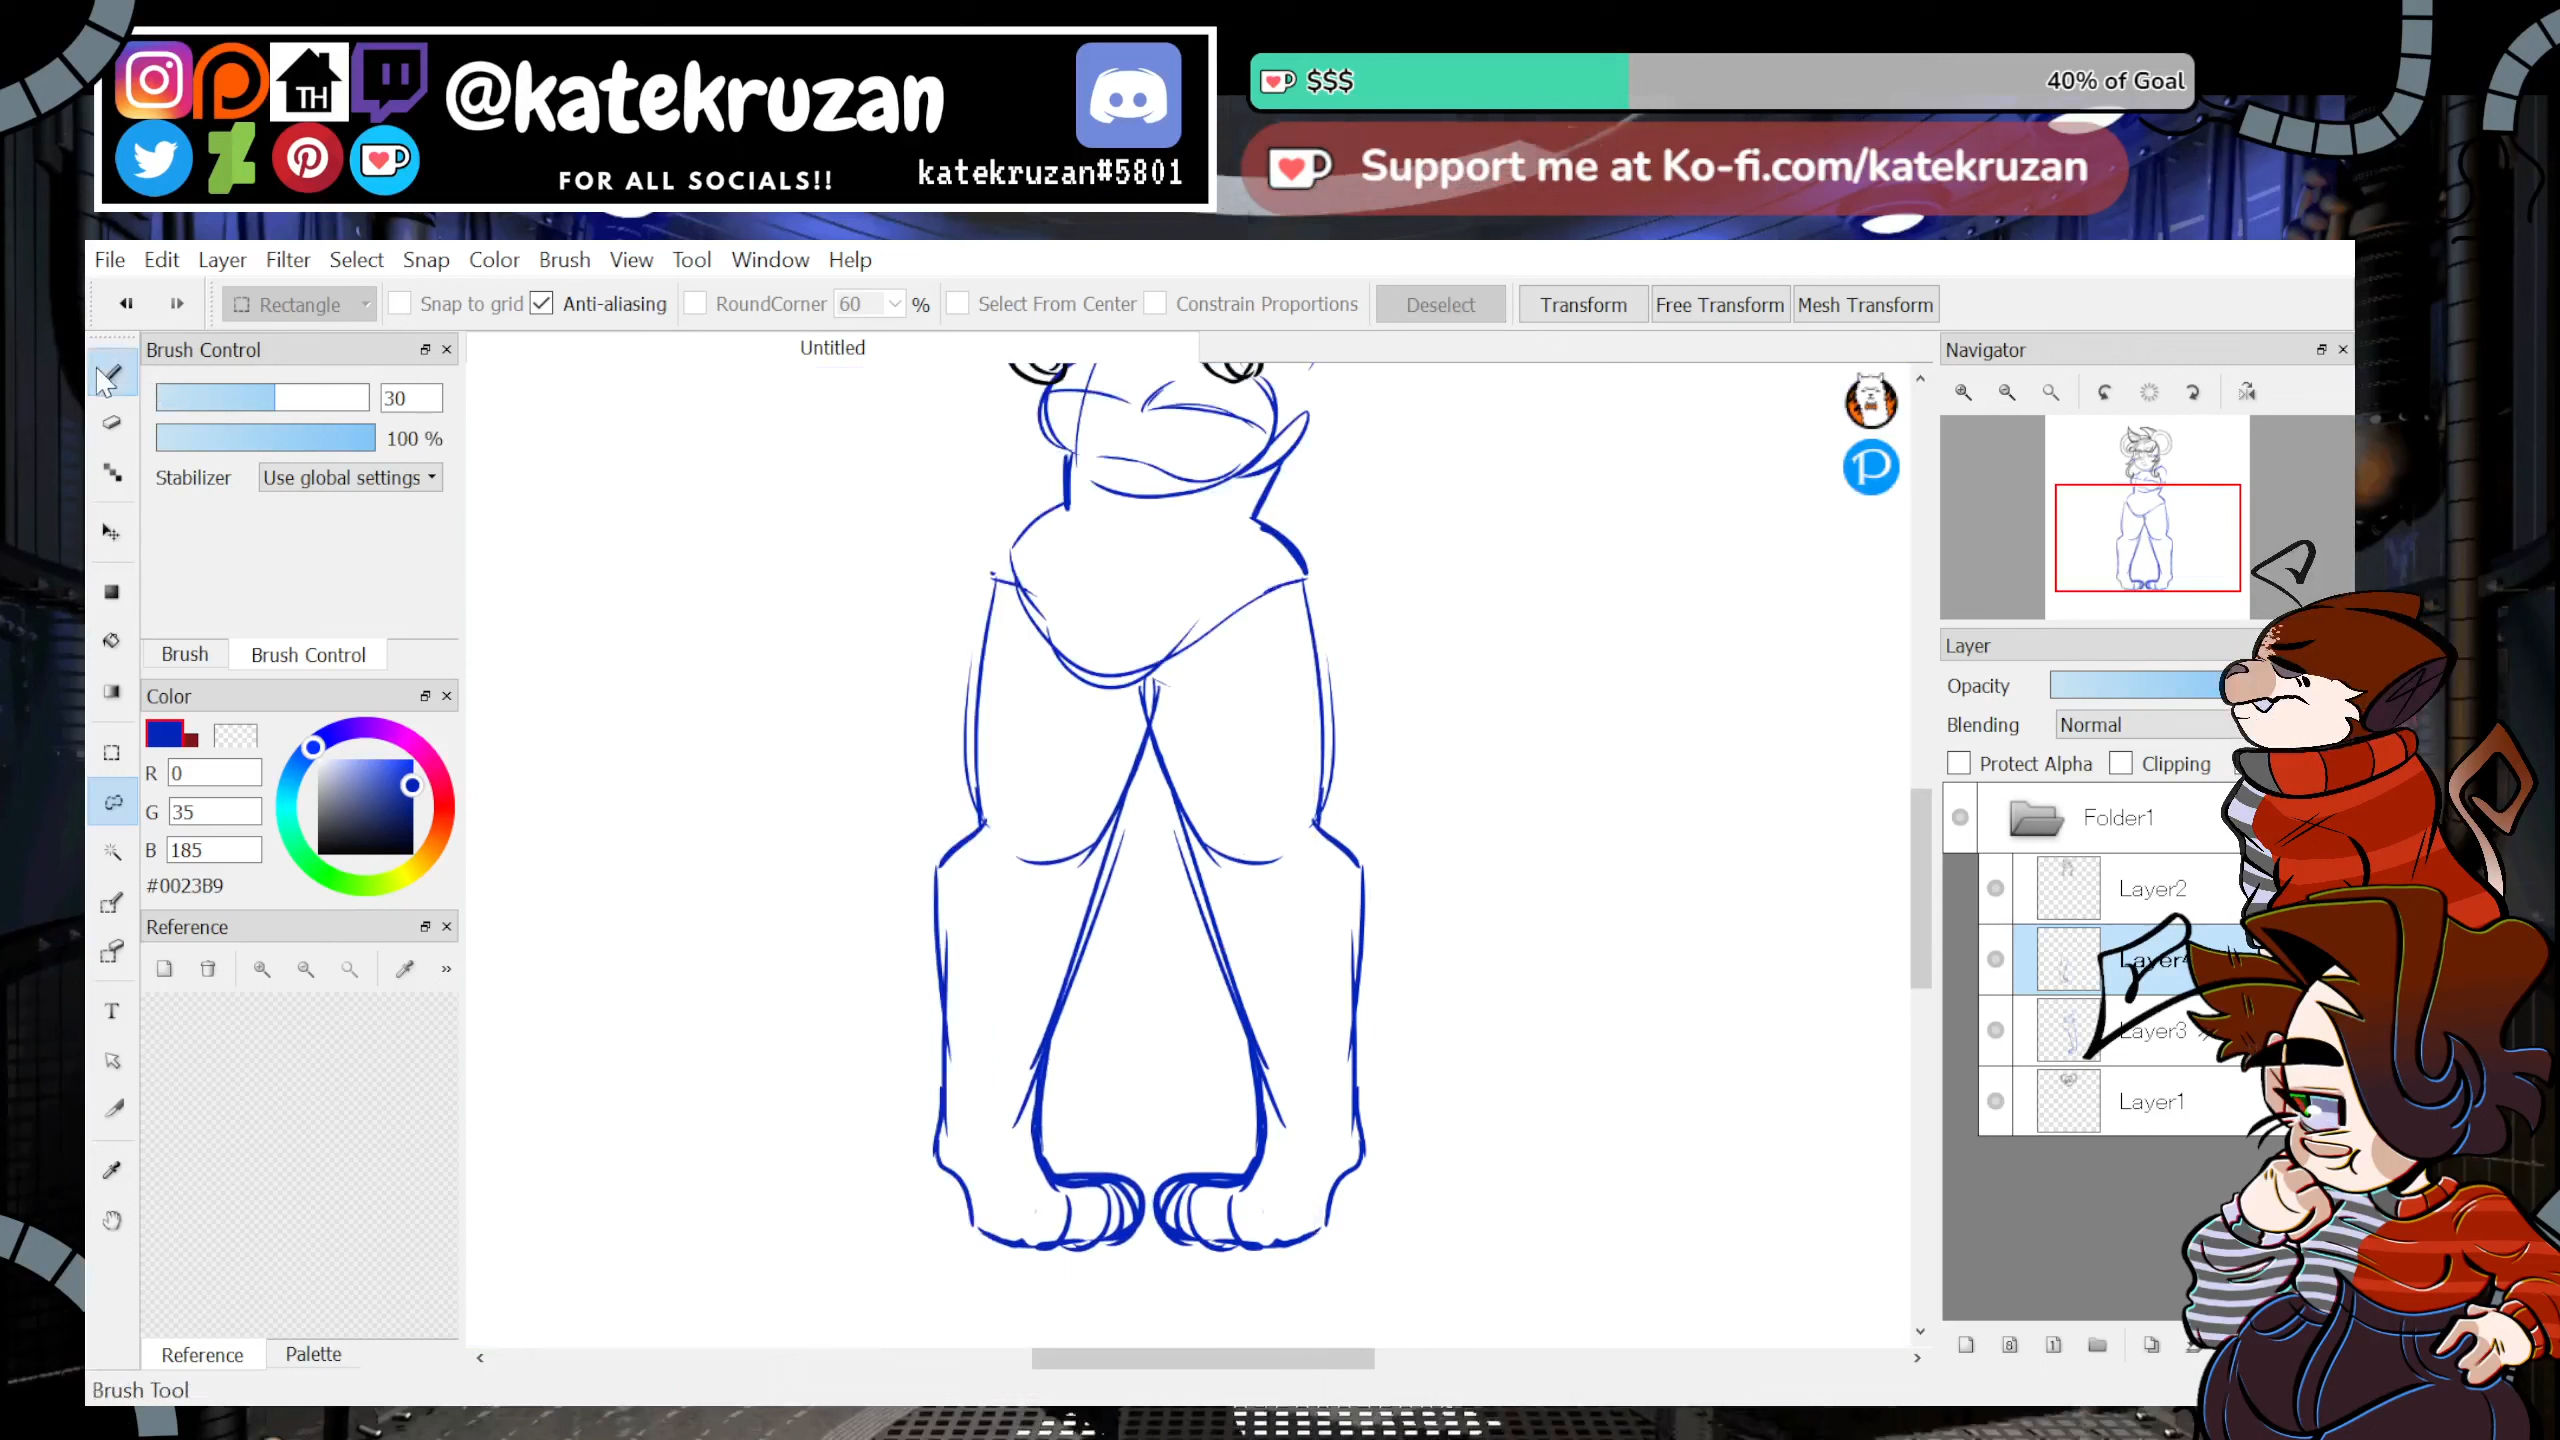 @katekruzan
FOR ALL SOCIALS!!
katekruzan#5801
TH
$$$
40% of Goal
Support me at Ko-fi.com/katekruzan
File Edit Layer Filter Select Snap Color Brush View Tool Window Help
Rectangle Snap to grid Anti-aliasing RoundCorner 60 % Select From Center Constrain Proportions Deselect Transform Free Transform Mesh Transform
Brush Control
Untitled
Navigator
30
100 %
Stabilizer Use global settings
Brush Brush Control
Color
R 0
G 35
B 185
#0023B9
Reference
T
Reference Palette
Brush Tool
P
Layer
Opacity
Blending Normal
Protect Alpha Clipping
Folder1
Layer2
Layer4
Layer3
Layer1